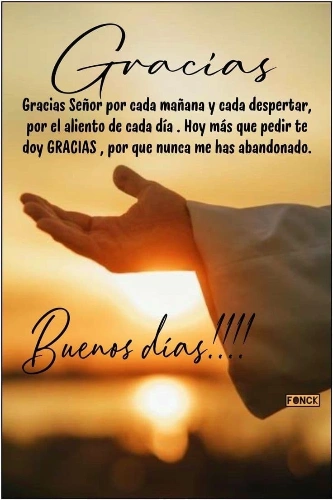 Gracias
Gracias Señor por cada mañana y cada despertar,
por el aliento de cada día . Hoy más que pedir te
doy GRACIAS , por que nunca me has abandonado.
Buenos días!!!!
FONCK